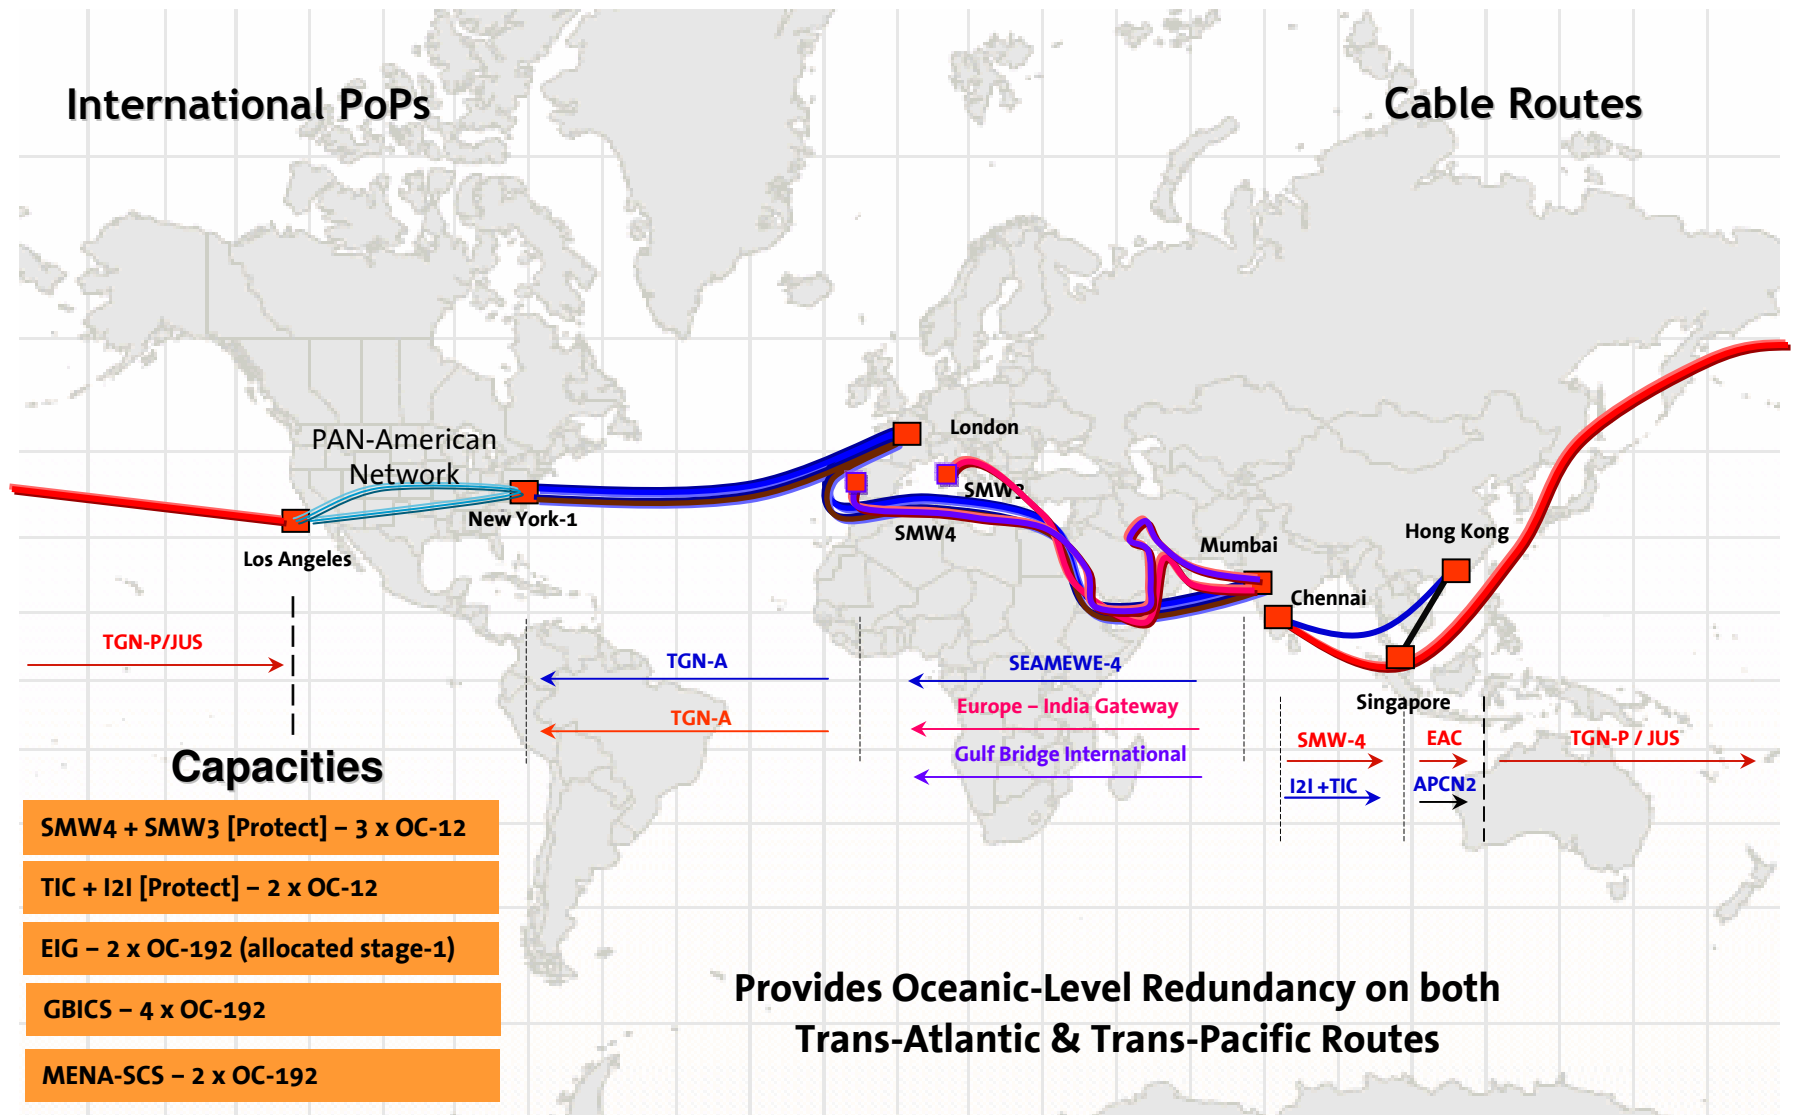 International PoPs
Cable Routes
PAN-American
Network
London
SMW3
New York-1
SMW4
Los Angeles
Mumbai
Hong Kong
Chennai
Singapore
TGN-P/JUS
TGN-A
TGN-A
SEAMEWE-4
Europe – India Gateway
Gulf Bridge International
SMW-4
EAC
TGN-P / JUS
I2I +TIC
APCN2
Capacities
SMW4 + SMW3 [Protect] – 3 x OC-12
TIC + I2I [Protect] – 2 x OC-12
EIG – 2 x OC-192 (allocated stage-1)
GBICS – 4 x OC-192
MENA-SCS – 2 x OC-192
Provides Oceanic-Level Redundancy on both
Trans-Atlantic & Trans-Pacific Routes